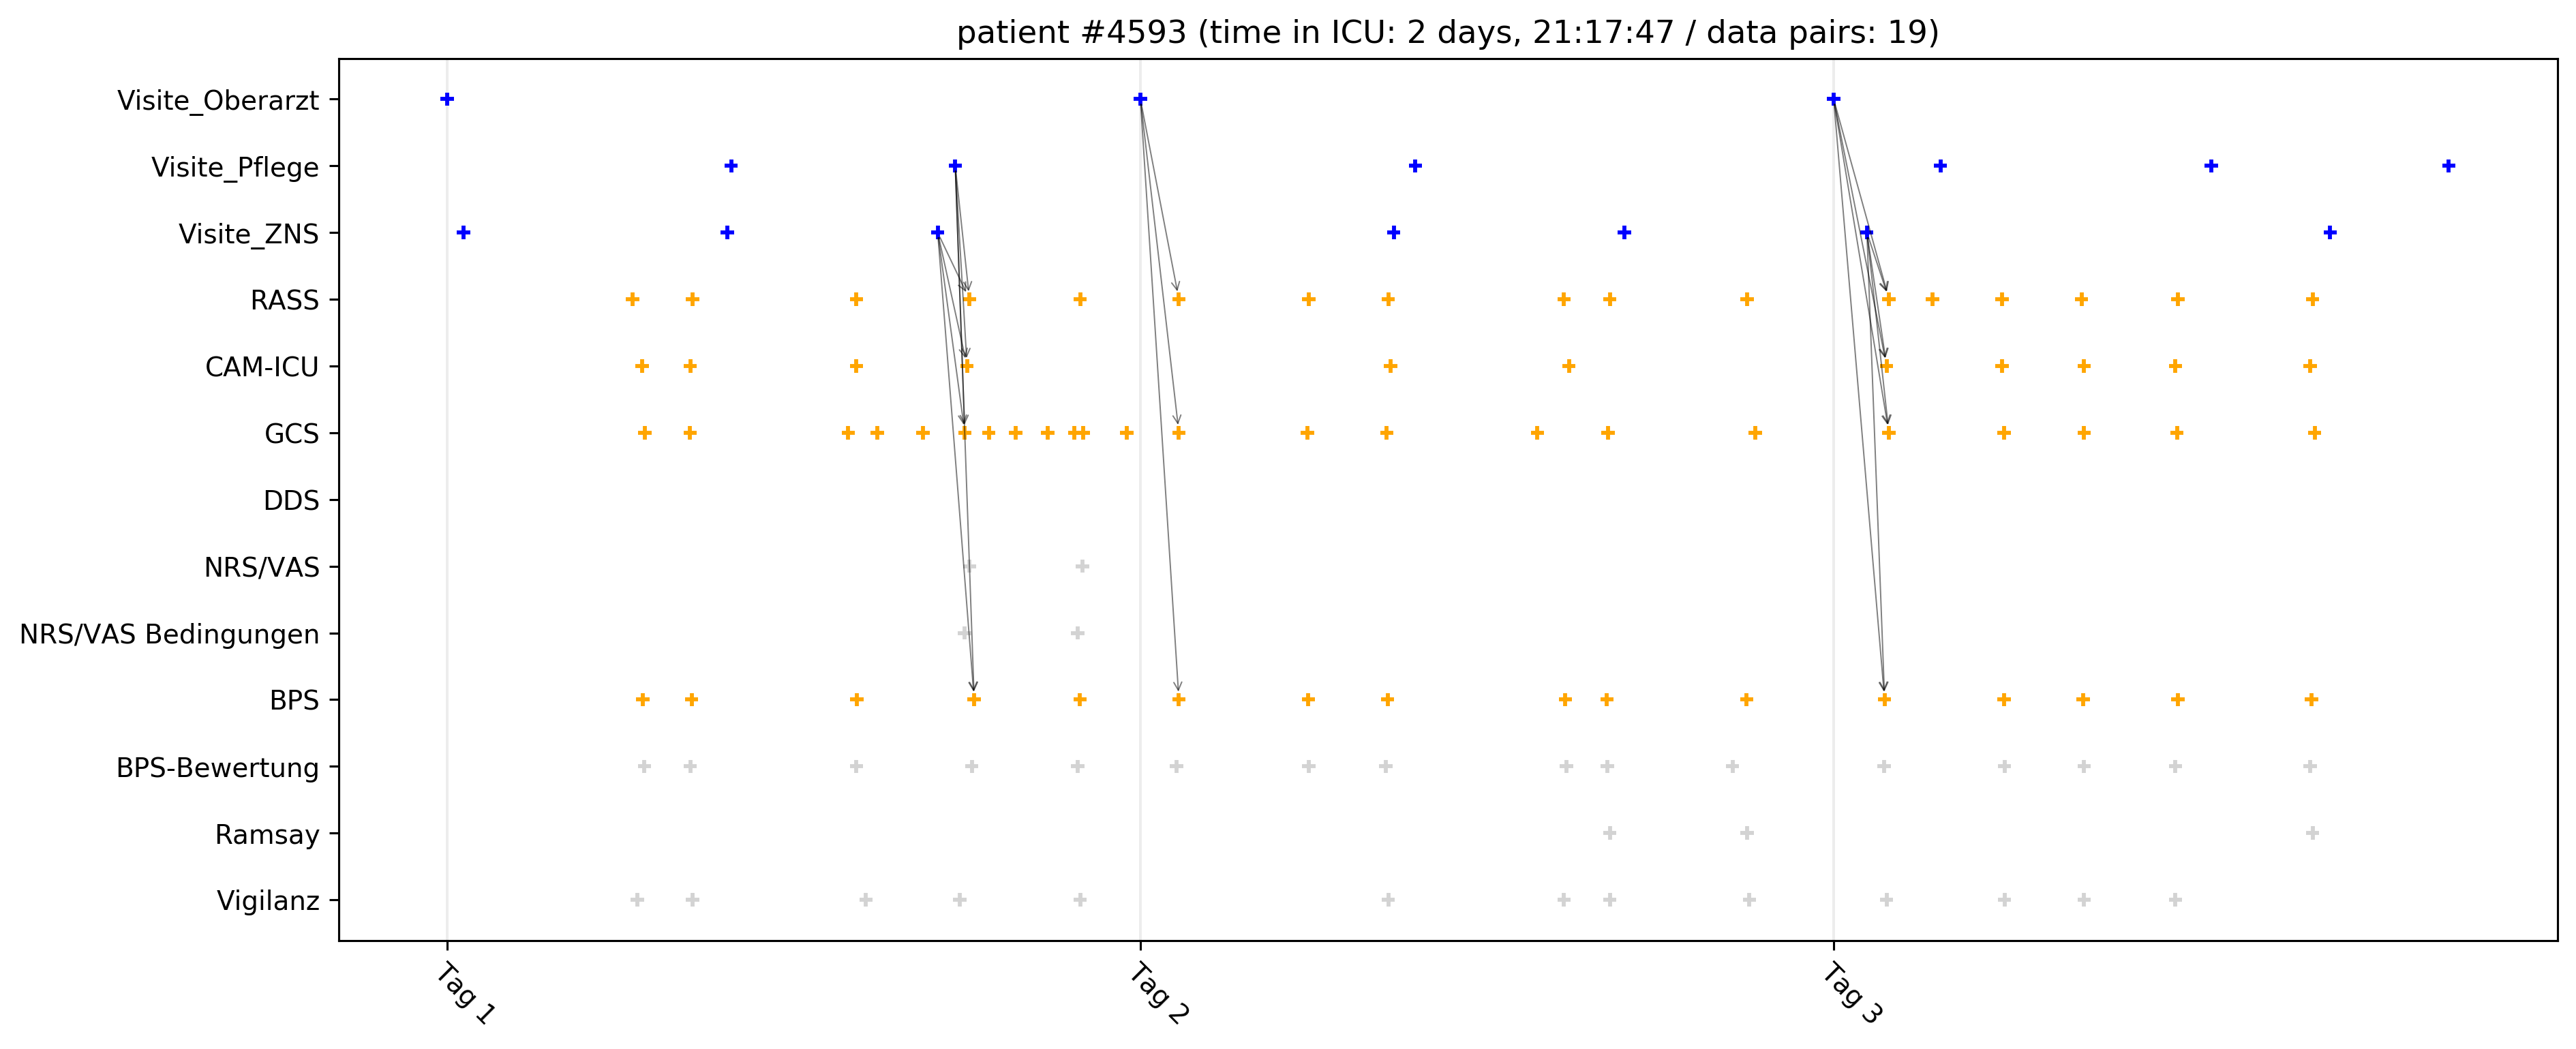 patient #4593 (time in ICU: 2 days, 21:17:47 / data pairs: 19)
Visite_Oberarzt
Visite_Pflege
Visite_ZNS
RASS
CAM-ICU
GCS
DDS
NRS/VAS
NRS/VAS Bedingungen
BPS
BPS-Bewertung
Ramsay
Vigilanz
Tag 1
Tag 2
Tag 3